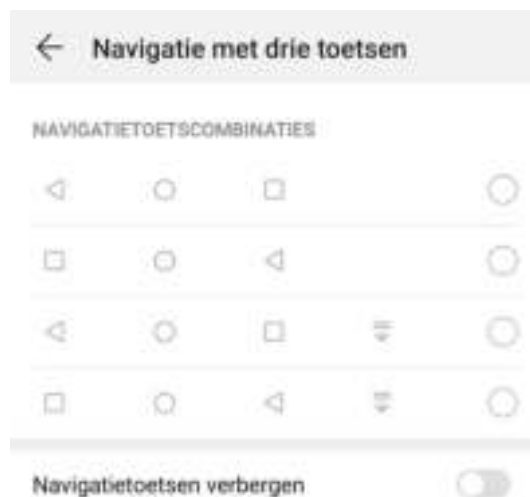 Navigatie met drie toetsen
NAVIGATIETOETSCOMBINATIES
Navigatietoetsen verbergen